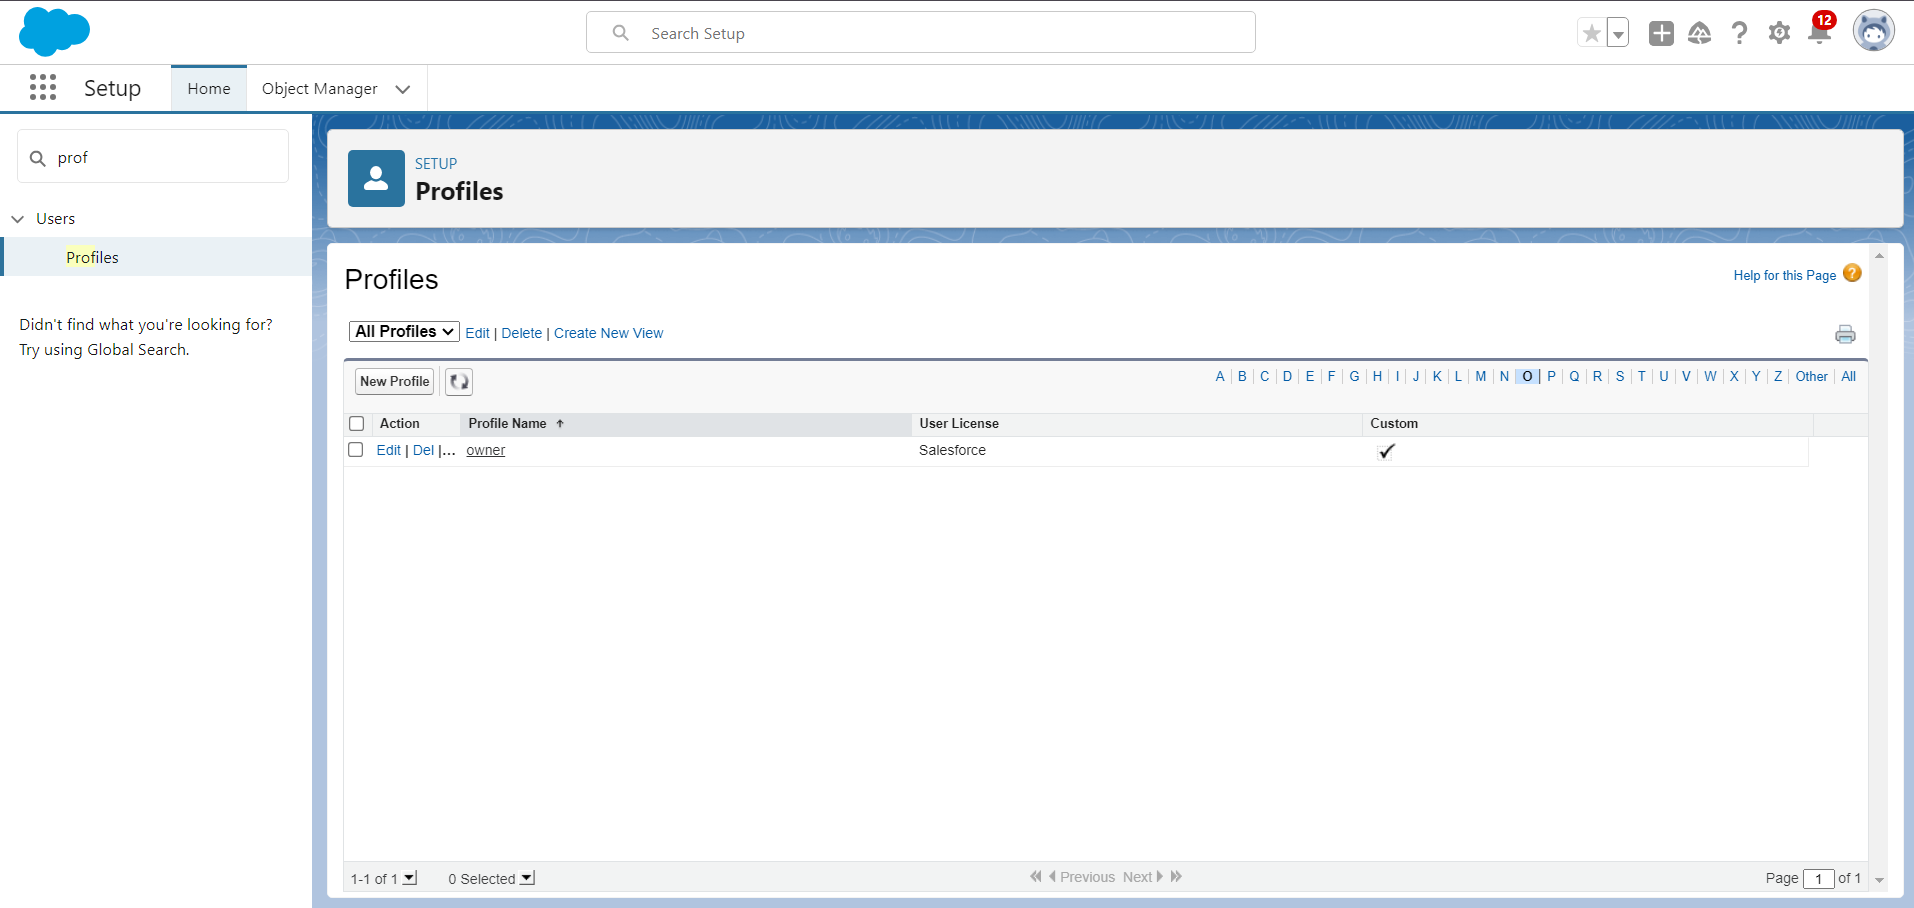 Search Setup
12
Setup
Home
Object Manager
prof
Users
Profiles
Didn't find what you're looking for?
Try using Global Search.
SETUP
Profiles
Profiles
Help for this Page ?
All Profiles Edit | Delete | Create New View
New Profile
A B C D E F G H I J K L M N O P Q R S T U V W X Y Z Other All
Action Profile Name User License Custom
Edit | Del |... owner Salesforce
1-1 of 1 0 Selected Previous Next Page 1 of 1